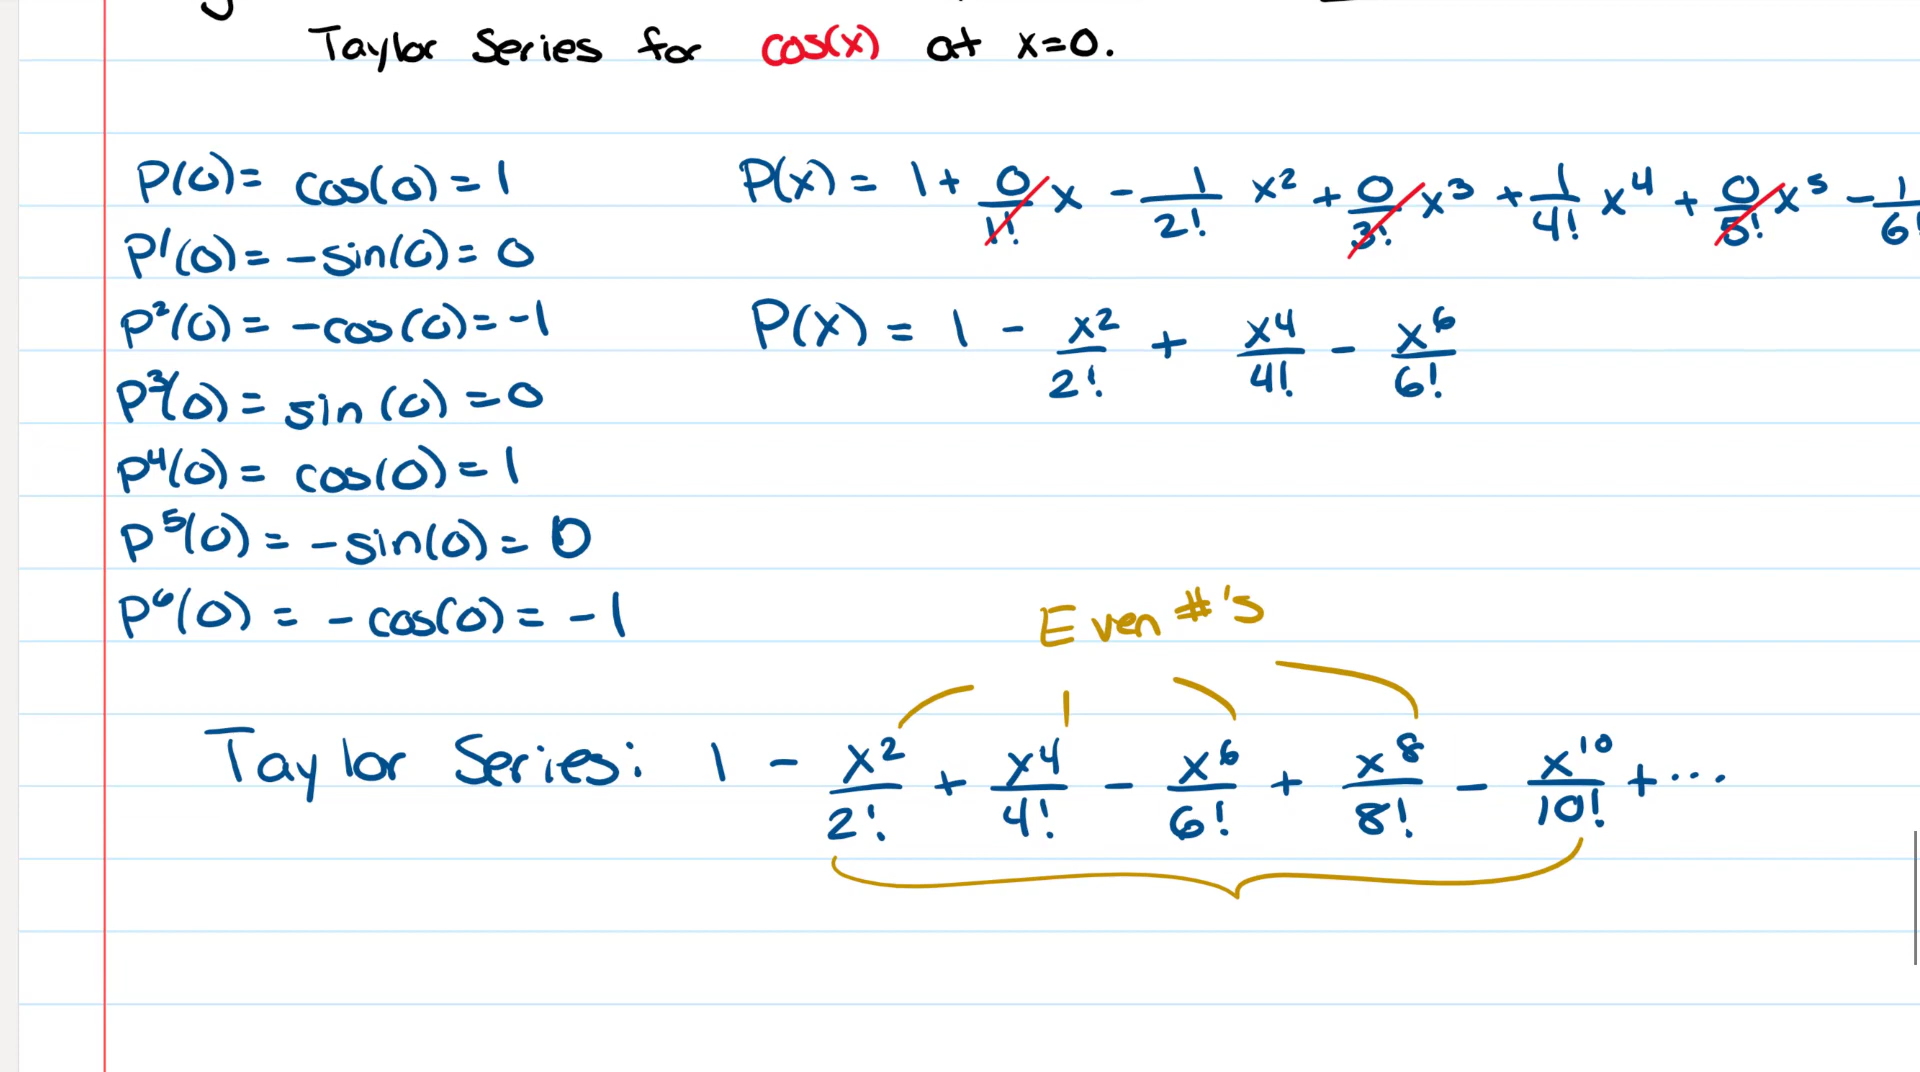 Taylor Series for cos(x) at x=0.
P(0)= cos(0)=1
P(x) = 1+ 0/1! x - 1/2! x² + 0/3! x³ + 1/4! x⁴ + 0/5! x⁵ - 1/6!
P'(0)= -sin(0)= 0
P²(0)= -cos(0)=-1
P(x) = 1 - x²/2! + x⁴/4! - x⁶/6!
P³(0)= sin(0)=0
P⁴(0)= cos(0)=1
P⁵(0)= -sin(0)= 0
P⁶(0) = -cos(0)= -1
Even #'s
Taylor Series: 1 - x²/2! + x⁴/4! - x⁶/6! + x⁸/8! - x¹⁰/10! + ...